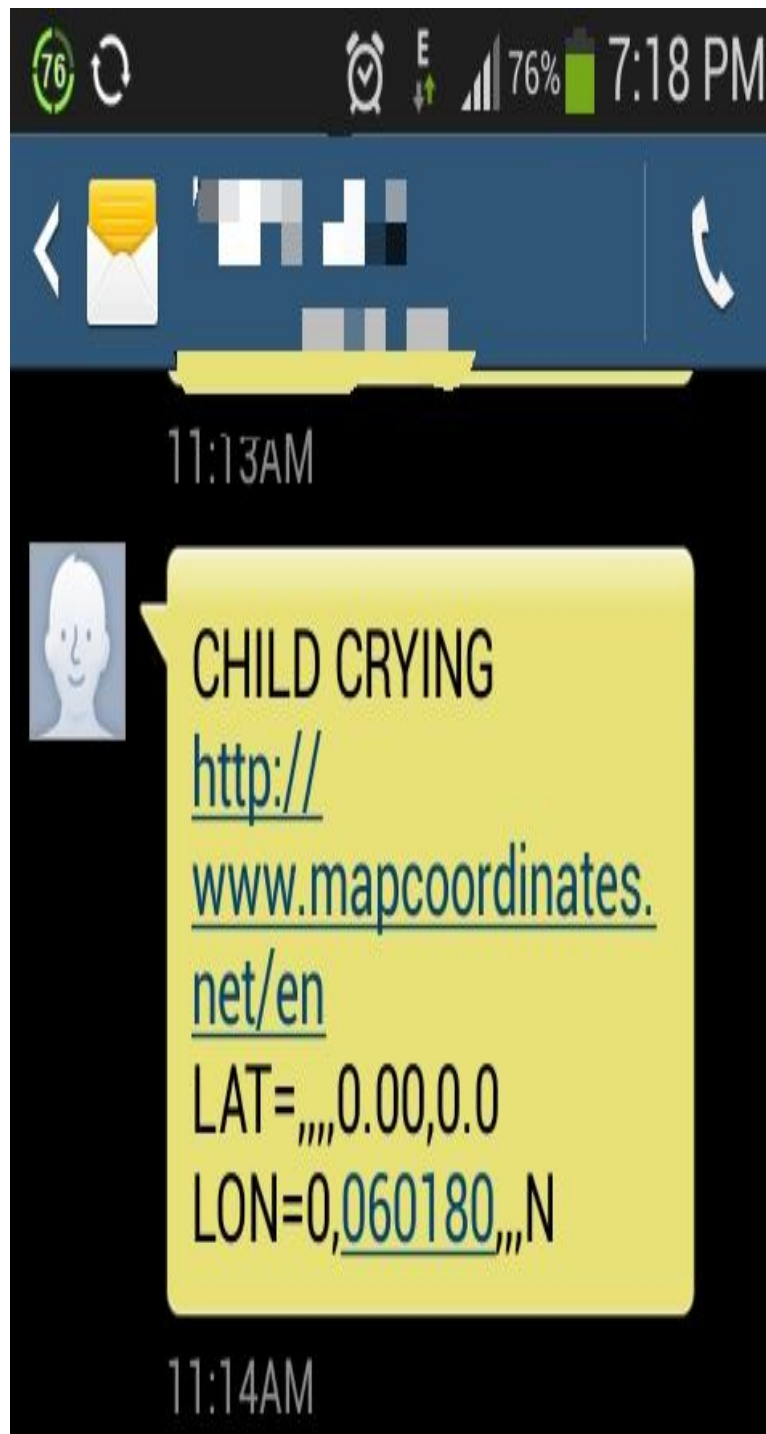 76 E 76% 7:18 PM
11:13AM
CHILD CRYING
http://
www.mapcoordinates.
net/en
LAT=,,,,0.00,0.0
LON=0,060180,,,N
11:14AM